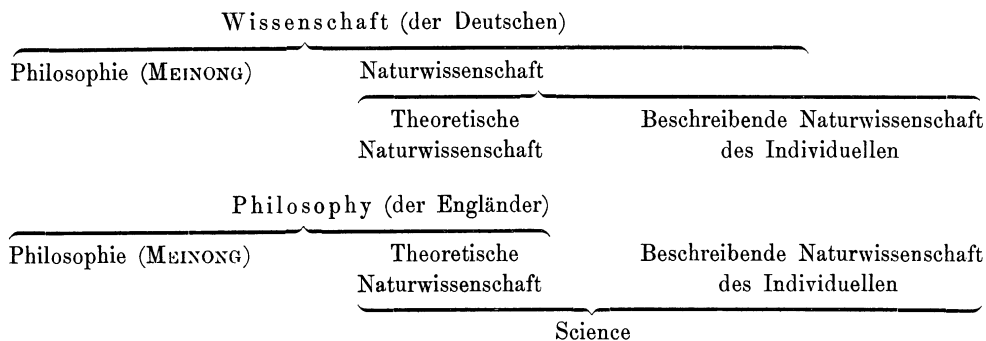 Wissenschaft (der Deutschen)
Philosophie (MEINONG) Naturwissenschaft
Theoretische Beschreibende Naturwissenschaft
Naturwissenschaft des Individuellen
Philosophy (der Engländer)
Philosophie (MEINONG) Theoretische Beschreibende Naturwissenschaft
Naturwissenschaft des Individuellen
Science